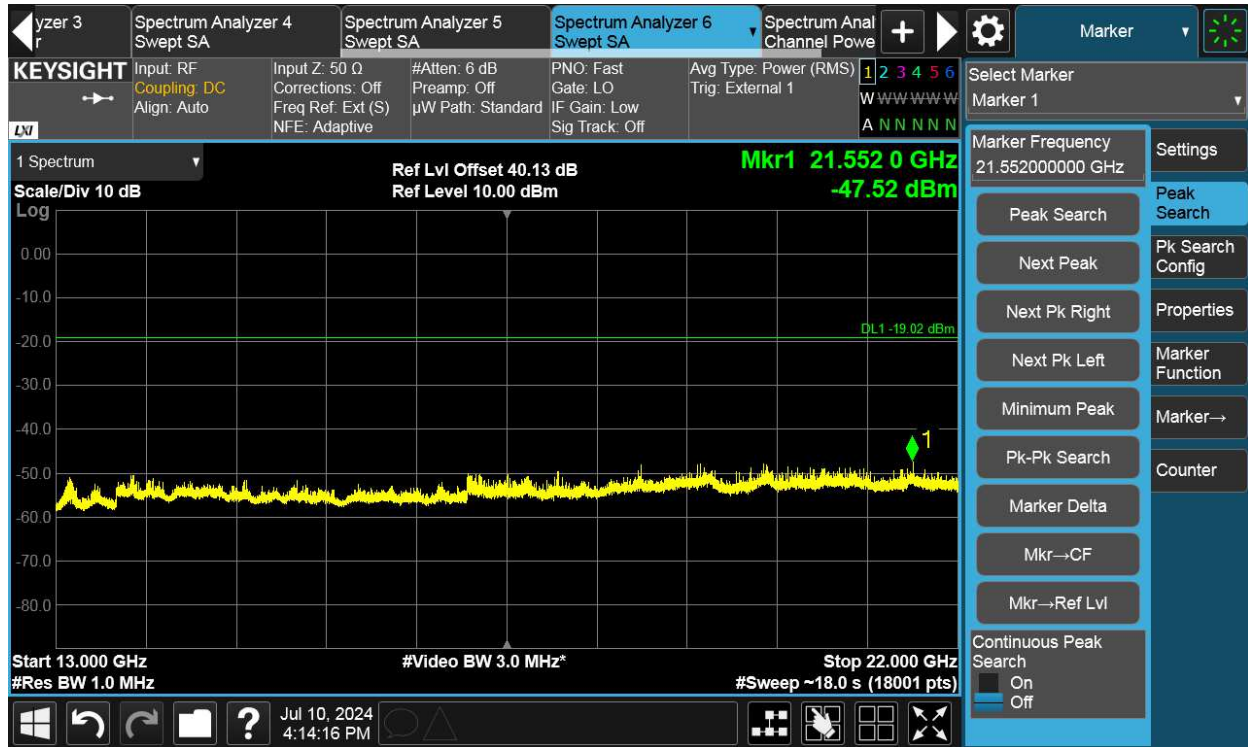 yzer 3
r
Spectrum Analyzer 4
Swept SA
Spectrum Analyzer 5
Swept SA
Spectrum Analyzer 6
Swept SA
Spectrum Anal
Channel Powe
+
Marker
KEYSIGHT
LXI
Input: RF
Coupling: DC
Align: Auto
Input Z: 50 Ω
Corrections: Off
Freq Ref: Ext (S)
NFE: Adaptive
#Atten: 6 dB
Preamp: Off
µW Path: Standard
PNO: Fast
Gate: LO
IF Gain: Low
Sig Track: Off
Avg Type: Power (RMS)
Trig: External 1
1 2 3 4 5 6
W W W W W W
A N N N N N
Select Marker
Marker 1
1 Spectrum
Scale/Div 10 dB
Log
Ref Lvl Offset 40.13 dB
Ref Level 10.00 dBm
Mkr1 21.552 0 GHz
-47.52 dBm
0.00
-10.0
-20.0
-30.0
-40.0
-50.0
-60.0
-70.0
-80.0
DL1 -19.02 dBm
1
Start 13.000 GHz
#Res BW 1.0 MHz
#Video BW 3.0 MHz*
Stop 22.000 GHz
#Sweep ~18.0 s (18001 pts)
Marker Frequency
21.552000000 GHz
Peak Search
Next Peak
Next Pk Right
Next Pk Left
Minimum Peak
Pk-Pk Search
Marker Delta
Mkr→CF
Mkr→Ref Lvl
Continuous Peak
Search
On
Off
Settings
Peak
Search
Pk Search
Config
Properties
Marker
Function
Marker→
Counter
?
Jul 10, 2024
4:14:16 PM